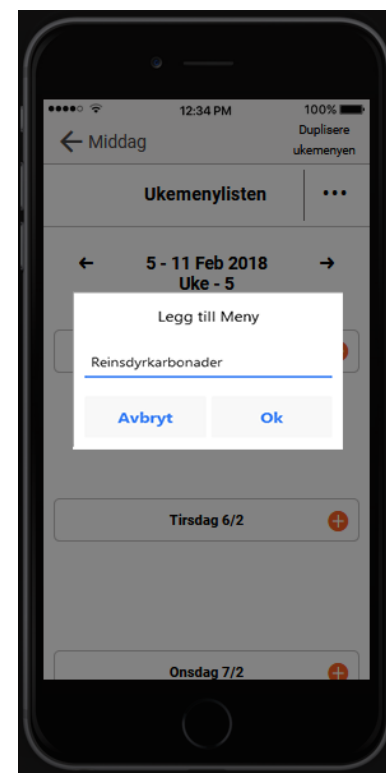 12:34 PM
100%
Middag
Duplisere
ukemenyen
Ukemenylisten
5 - 11 Feb 2018
Uke - 5
Legg till Meny
Reinsdyrkarbonader
Avbryt
Ok
Tirsdag 6/2
Onsdag 7/2